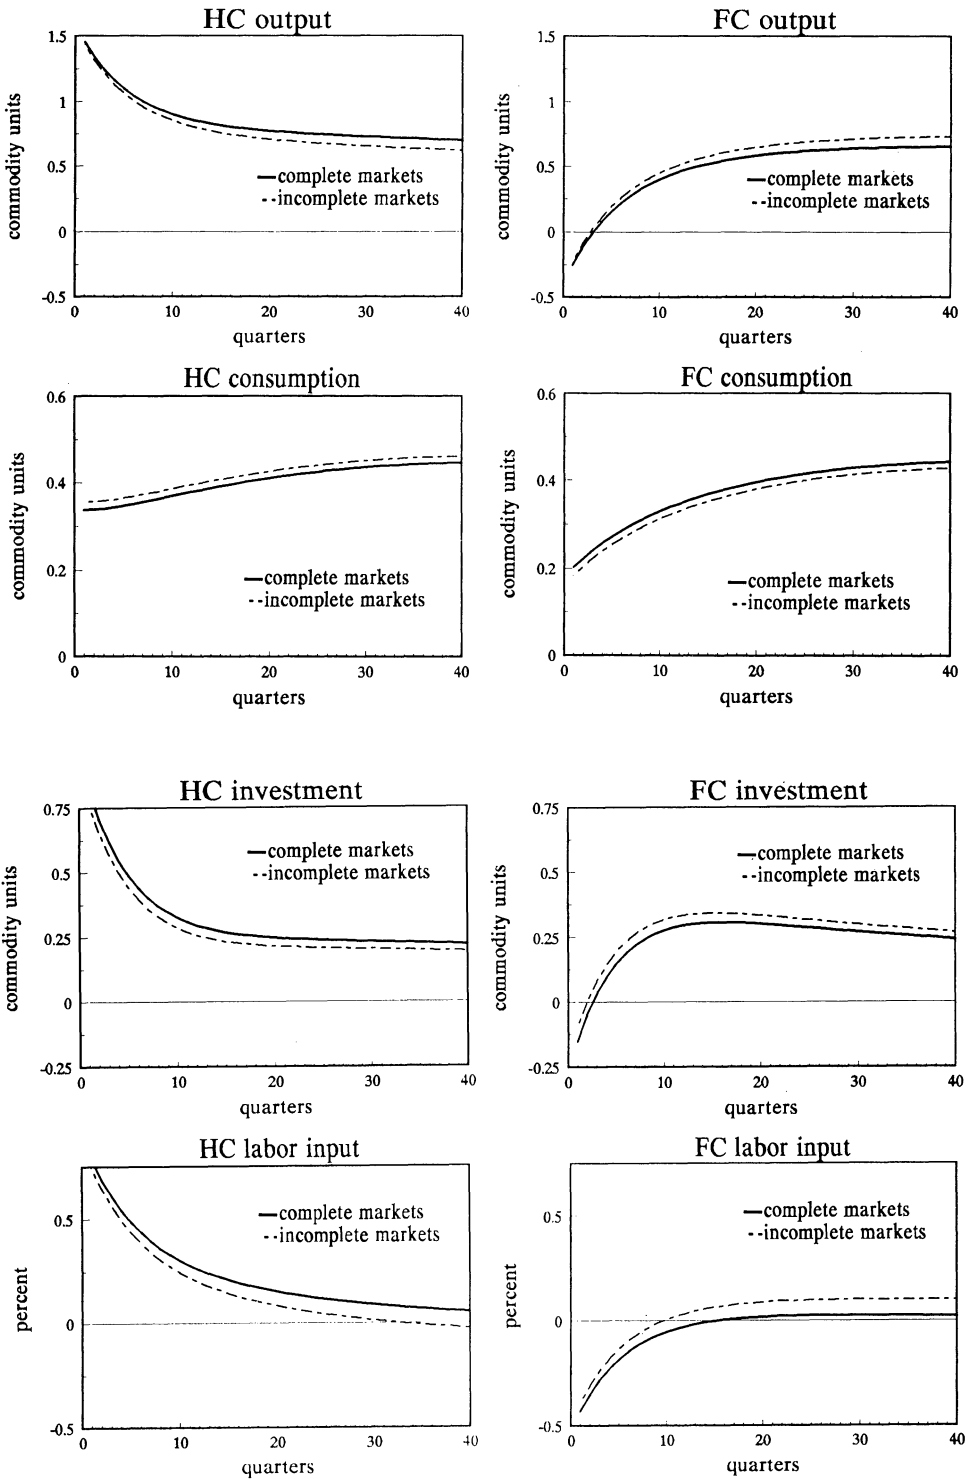 HC output
1.5
1
0.5
0
-0.5
commodity units
complete markets
incomplete markets
0 10 20 30 40
quarters
FC output
1.5
1
0.5
0
-0.5
commodity units
complete markets
incomplete markets
0 10 20 30 40
quarters
HC consumption
0.6
0.4
0.2
0
commodity units
complete markets
incomplete markets
0 10 20 30 40
quarters
FC consumption
0.6
0.4
0.2
0
commodity units
complete markets
incomplete markets
0 10 20 30 40
quarters
HC investment
0.75
0.5
0.25
0
-0.25
commodity units
complete markets
incomplete markets
0 10 20 30 40
quarters
FC investment
0.75
0.5
0.25
0
-0.25
commodity units
complete markets
incomplete markets
0 10 20 30 40
quarters
HC labor input
0.5
0
-0.5
percent
complete markets
incomplete markets
0 10 20 30 40
quarters
FC labor input
0.5
0
-0.5
percent
complete markets
incomplete markets
0 10 20 30 40
quarters